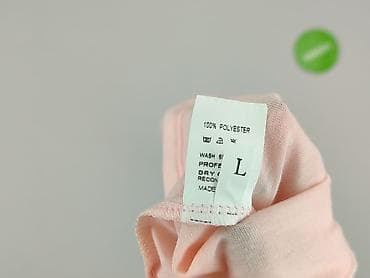 100% POLYESTER
WASH
PROFE
DRY
RECOM
MADE
L